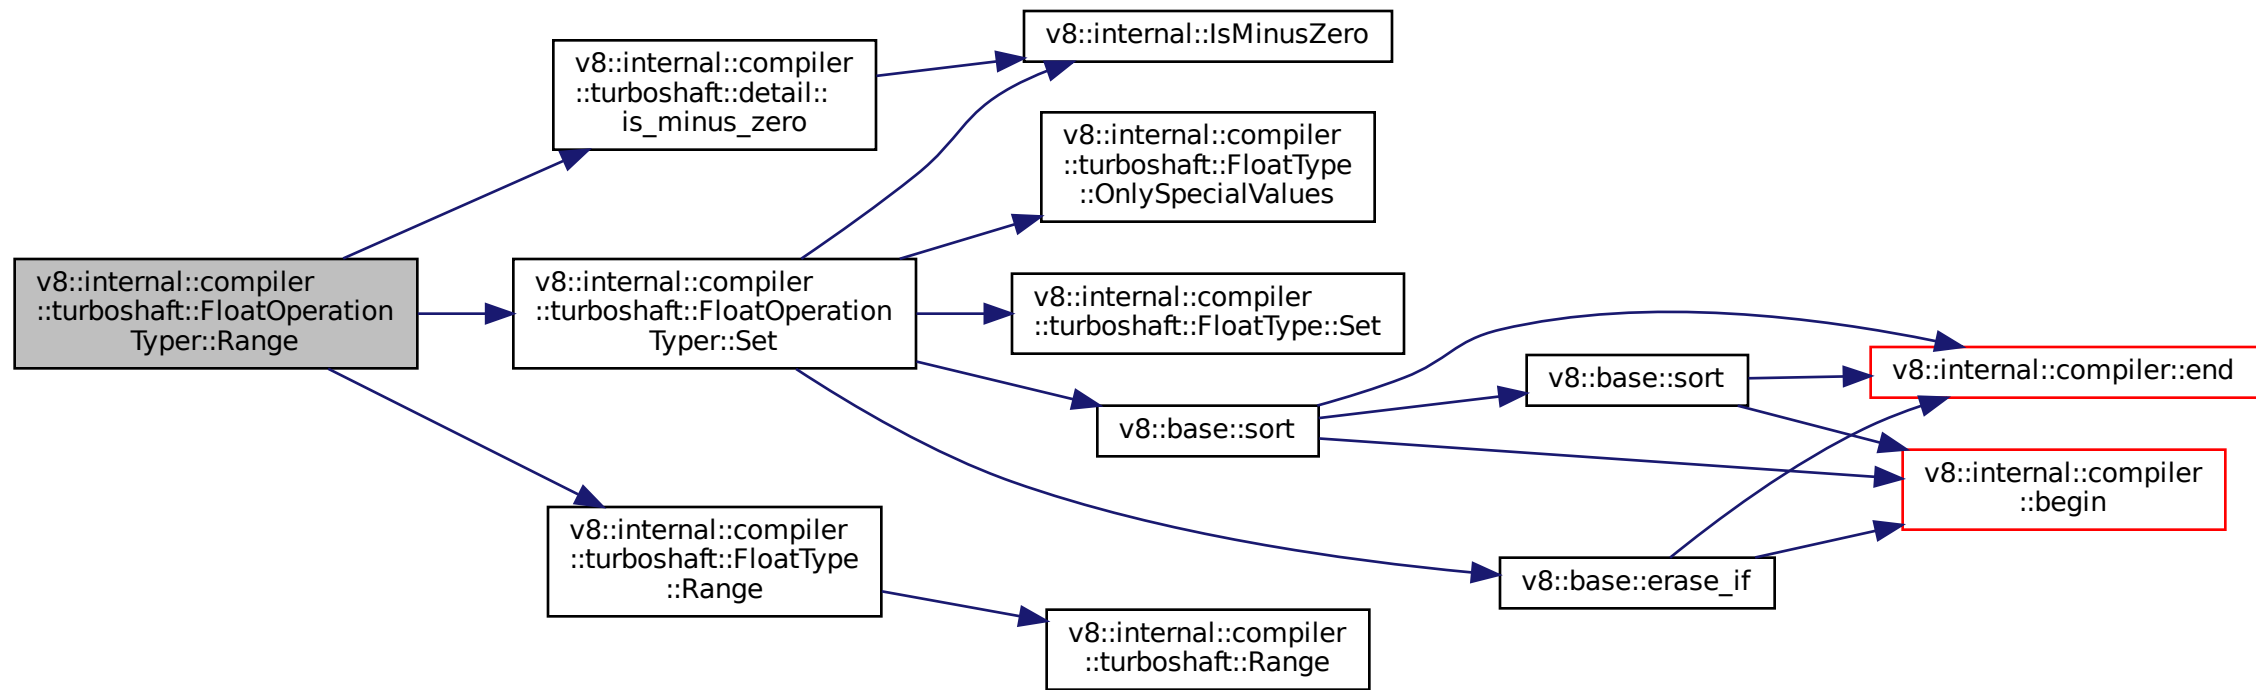 v8::internal::compiler
::turboshaft::FloatOperation
Typer::Range
v8::internal::compiler
::turboshaft::detail::
is_minus_zero
v8::internal::IsMinusZero
v8::internal::compiler
::turboshaft::FloatOperation
Typer::Set
v8::internal::compiler
::turboshaft::FloatType
::OnlySpecialValues
v8::internal::compiler
::turboshaft::FloatType::Set
v8::base::sort
v8::base::sort
v8::internal::compiler::end
v8::internal::compiler
::begin
v8::base::erase_if
v8::internal::compiler
::turboshaft::FloatType
::Range
v8::internal::compiler
::turboshaft::Range